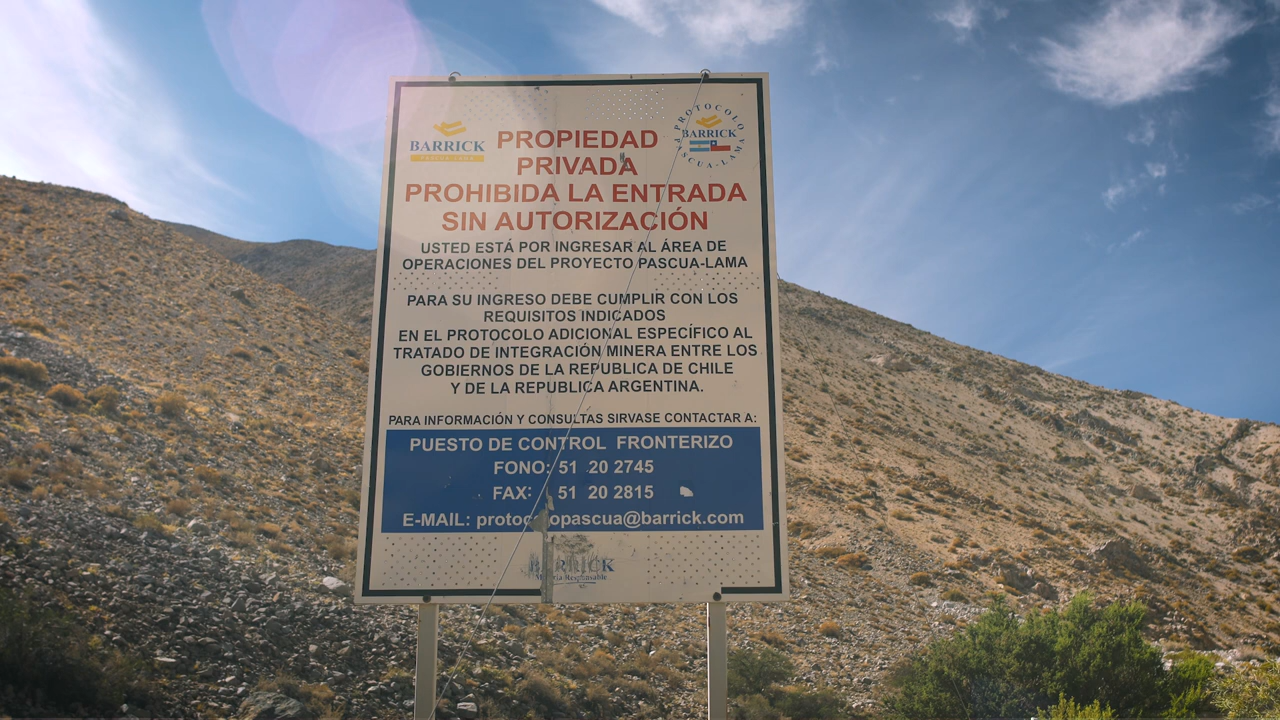 BARRICK
PASCUA-LAMA
PROTOCOLO
BARRICK
PASCUA-LAMA
PROPIEDAD
PRIVADA
PROHIBIDA LA ENTRADA
SIN AUTORIZACIÓN
USTED ESTÁ POR INGRESAR AL ÁREA DE
OPERACIONES DEL PROYECTO PASCUA-LAMA
PARA SU INGRESO DEBE CUMPLIR CON LOS
REQUISITOS INDICADOS
EN EL PROTOCOLO ADICIONAL ESPECÍFICO AL
TRATADO DE INTEGRACIÓN MINERA ENTRE LOS
GOBIERNOS DE LA REPUBLICA DE CHILE
Y DE LA REPUBLICA ARGENTINA.
PARA INFORMACIÓN Y CONSULTAS SIRVASE CONTACTAR A:
PUESTO DE CONTROL FRONTERIZO
FONO: 51 20 2745
FAX: 51 20 2815
E-MAIL: protocolopascua@barrick.com
BARRICK
Minería Responsable